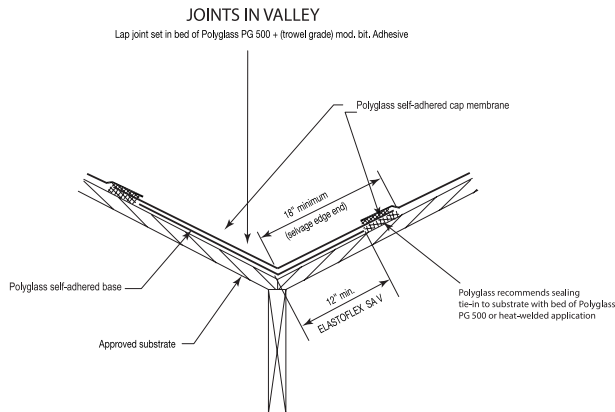 JOINTS IN VALLEY
Lap joint set in bed of Polyglass PG 500 + (trowel grade) mod. bit. Adhesive
Polyglass self-adhered cap membrane
18" minimum
(selvage edge end)
12" min.
ELASTOFLEX SA V
Polyglass self-adhered base
Approved substrate
Polyglass recommends sealing
tie-in to substrate with bed of Polyglass
PG 500 or heat-welded application